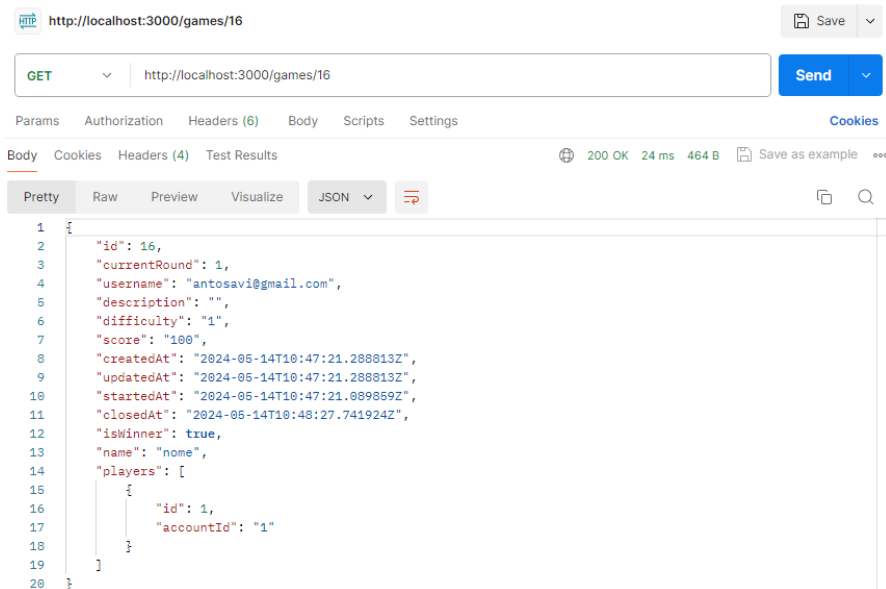 HTTP http://localhost:3000/games/16 Save
GET http://localhost:3000/games/16 Send
Params Authorization Headers (6) Body Scripts Settings Cookies
Body Cookies Headers (4) Test Results 200 OK 24 ms 464 B Save as example
Pretty Raw Preview Visualize JSON
1 {
2 "id": 16,
3 "currentRound": 1,
4 "username": "antosavi@gmail.com",
5 "description": "",
6 "difficulty": "1",
7 "score": "100",
8 "createdAt": "2024-05-14T10:47:21.288813Z",
9 "updatedAt": "2024-05-14T10:47:21.288813Z",
10 "startedAt": "2024-05-14T10:47:21.089859Z",
11 "closedAt": "2024-05-14T10:48:27.741924Z",
12 "isWinner": true,
13 "name": "nome",
14 "players": [
15 {
16 "id": 1,
17 "accountId": "1"
18 }
19 ]
20 }